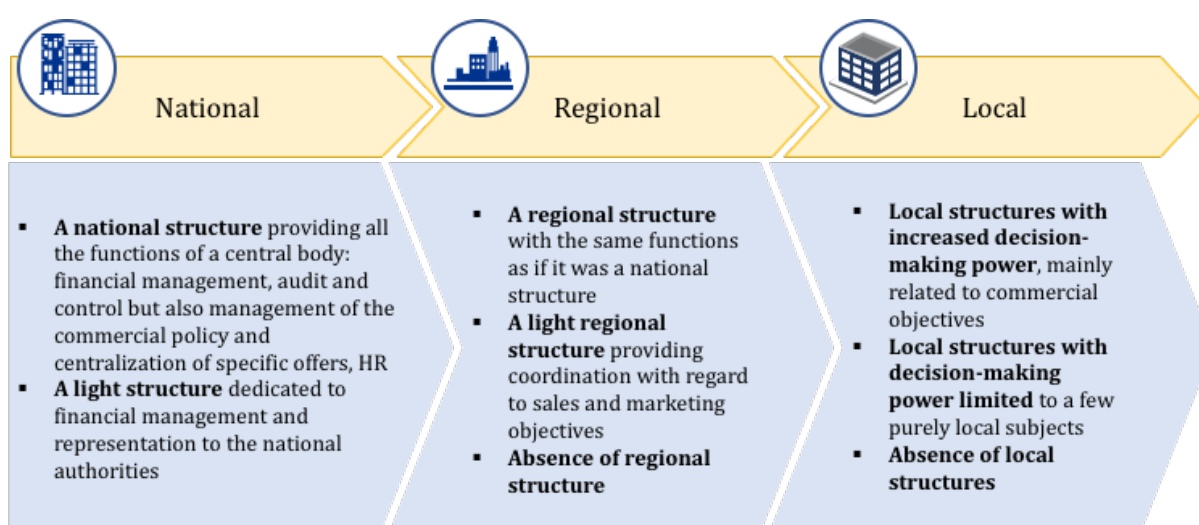 National
Regional
Local
▪ A national structure providing all
the functions of a central body:
financial management, audit and
control but also management of the
commercial policy and
centralization of specific offers, HR
▪ A light structure dedicated to
financial management and
representation to the national
authorities
▪ A regional structure
with the same functions
as if it was a national
structure
▪ A light regional
structure providing
coordination with regard
to sales and marketing
objectives
▪ Absence of regional
structure
▪ Local structures with
increased decision-
making power, mainly
related to commercial
objectives
▪ Local structures with
decision-making
power limited to a few
purely local subjects
▪ Absence of local
structures